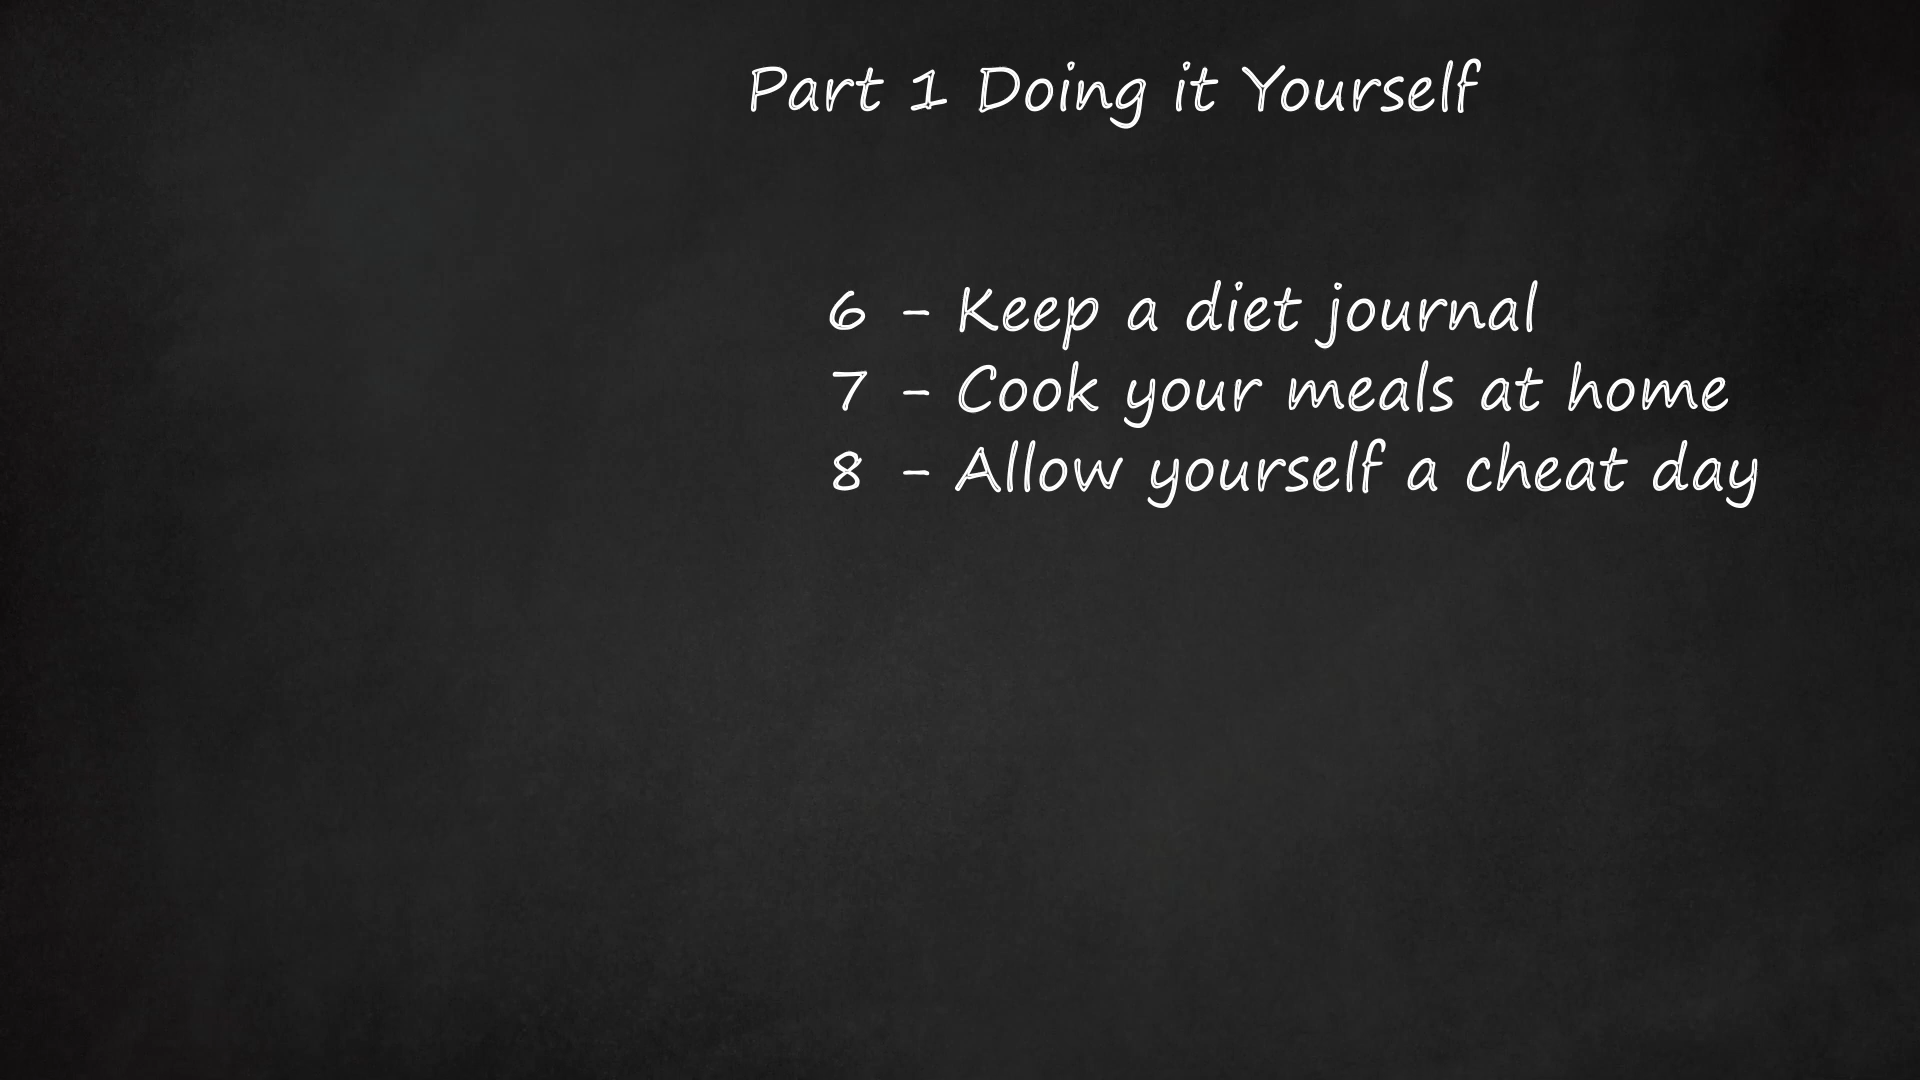 Part 1 Doing it Yourself
6 - Keep a diet journal
7 - Cook your meals at home
8 - Allow yourself a cheat day